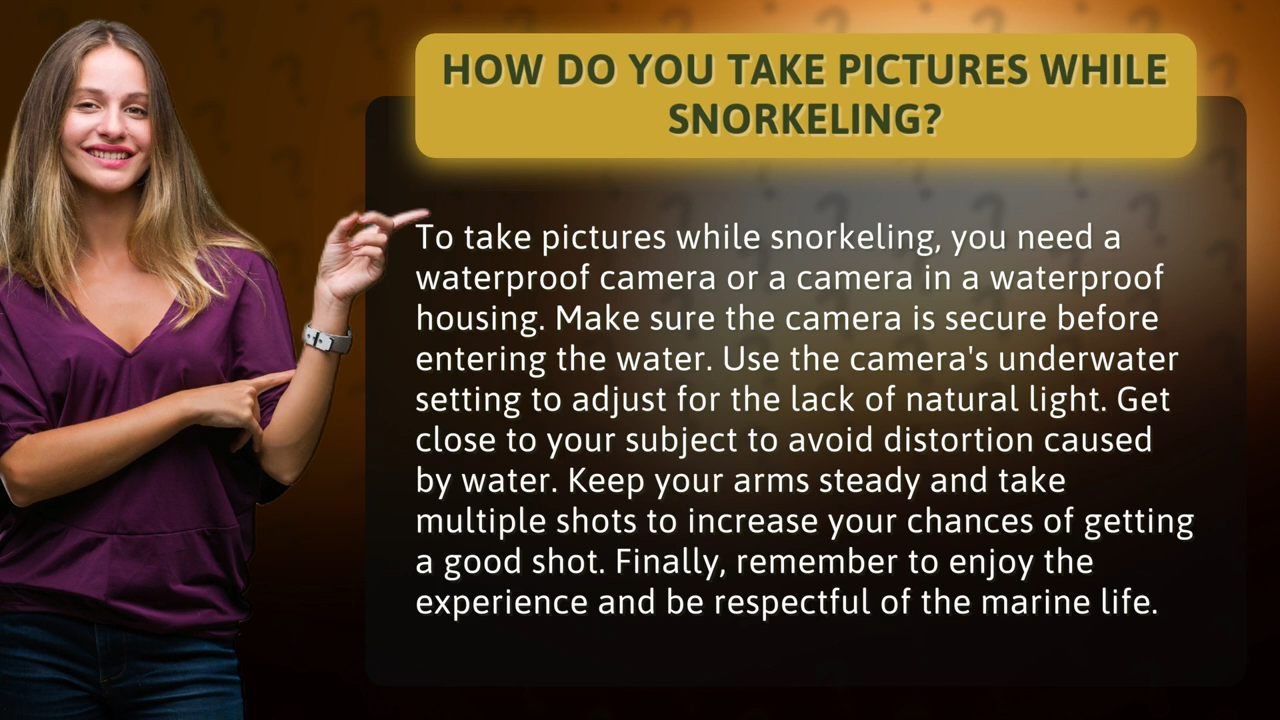 HOW DO YOU TAKE PICTURES WHILE
SNORKELING?
To take pictures while snorkeling, you need a
waterproof camera or a camera in a waterproof
housing. Make sure the camera is secure before
entering the water. Use the camera's underwater
setting to adjust for the lack of natural light. Get
close to your subject to avoid distortion caused
by water. Keep your arms steady and take
multiple shots to increase your chances of getting
a good shot. Finally, remember to enjoy the
experience and be respectful of the marine life.